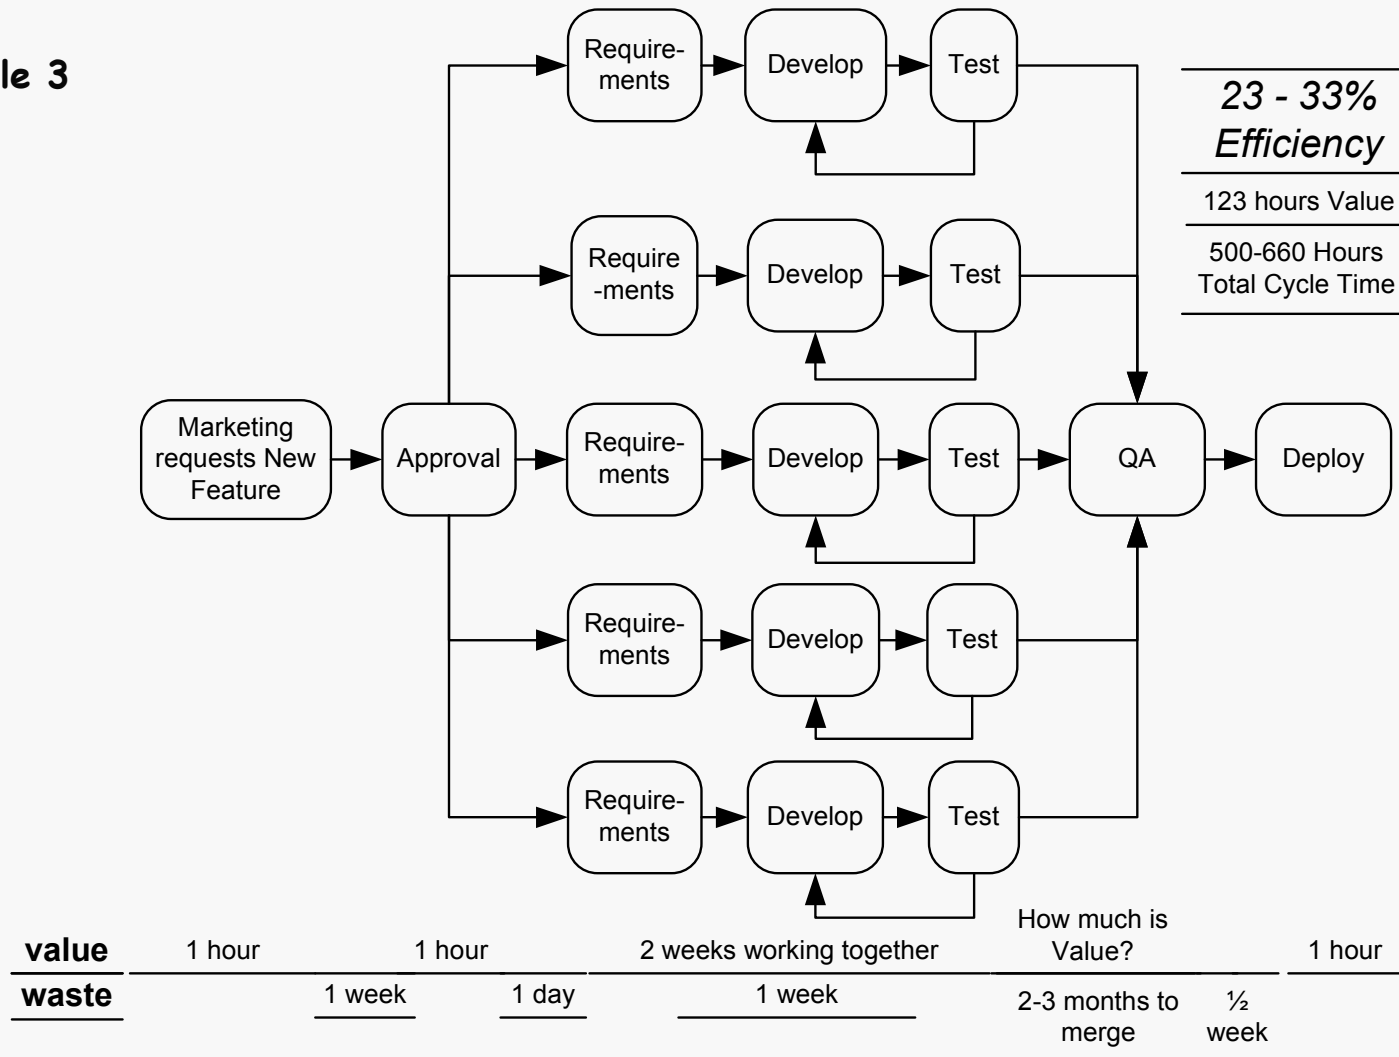 le 3
Require-
ments
Develop
Test
23 - 33%
Efficiency
123 hours Value
500-660 Hours
Total Cycle Time
Require
-ments
Develop
Test
Marketing
requests New
Feature
Approval
Require-
ments
Develop
Test
QA
Deploy
Require-
ments
Develop
Test
Require-
ments
Develop
Test
value
1 hour
1 hour
2 weeks working together
How much is
Value?
1 hour
waste
1 week
1 day
1 week
2-3 months to
merge
½
week